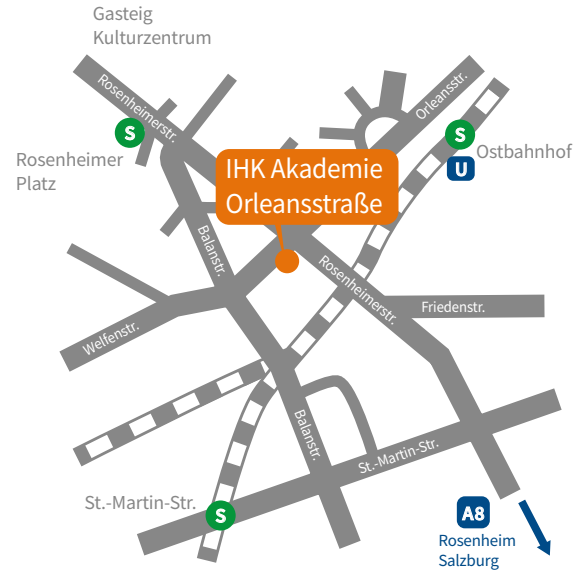 Gasteig
Kulturzentrum
Rosenheimerstr.
Orleansstr.
S
S
Ostbahnhof
U
Rosenheimer
Platz
IHK Akademie
Orleansstraße
Balanstr.
Rosenheimerstr.
Friedenstr.
Welfenstr.
Balanstr.
St.-Martin-Str.
St.-Martin-Str.
S
A8
Rosenheim
Salzburg